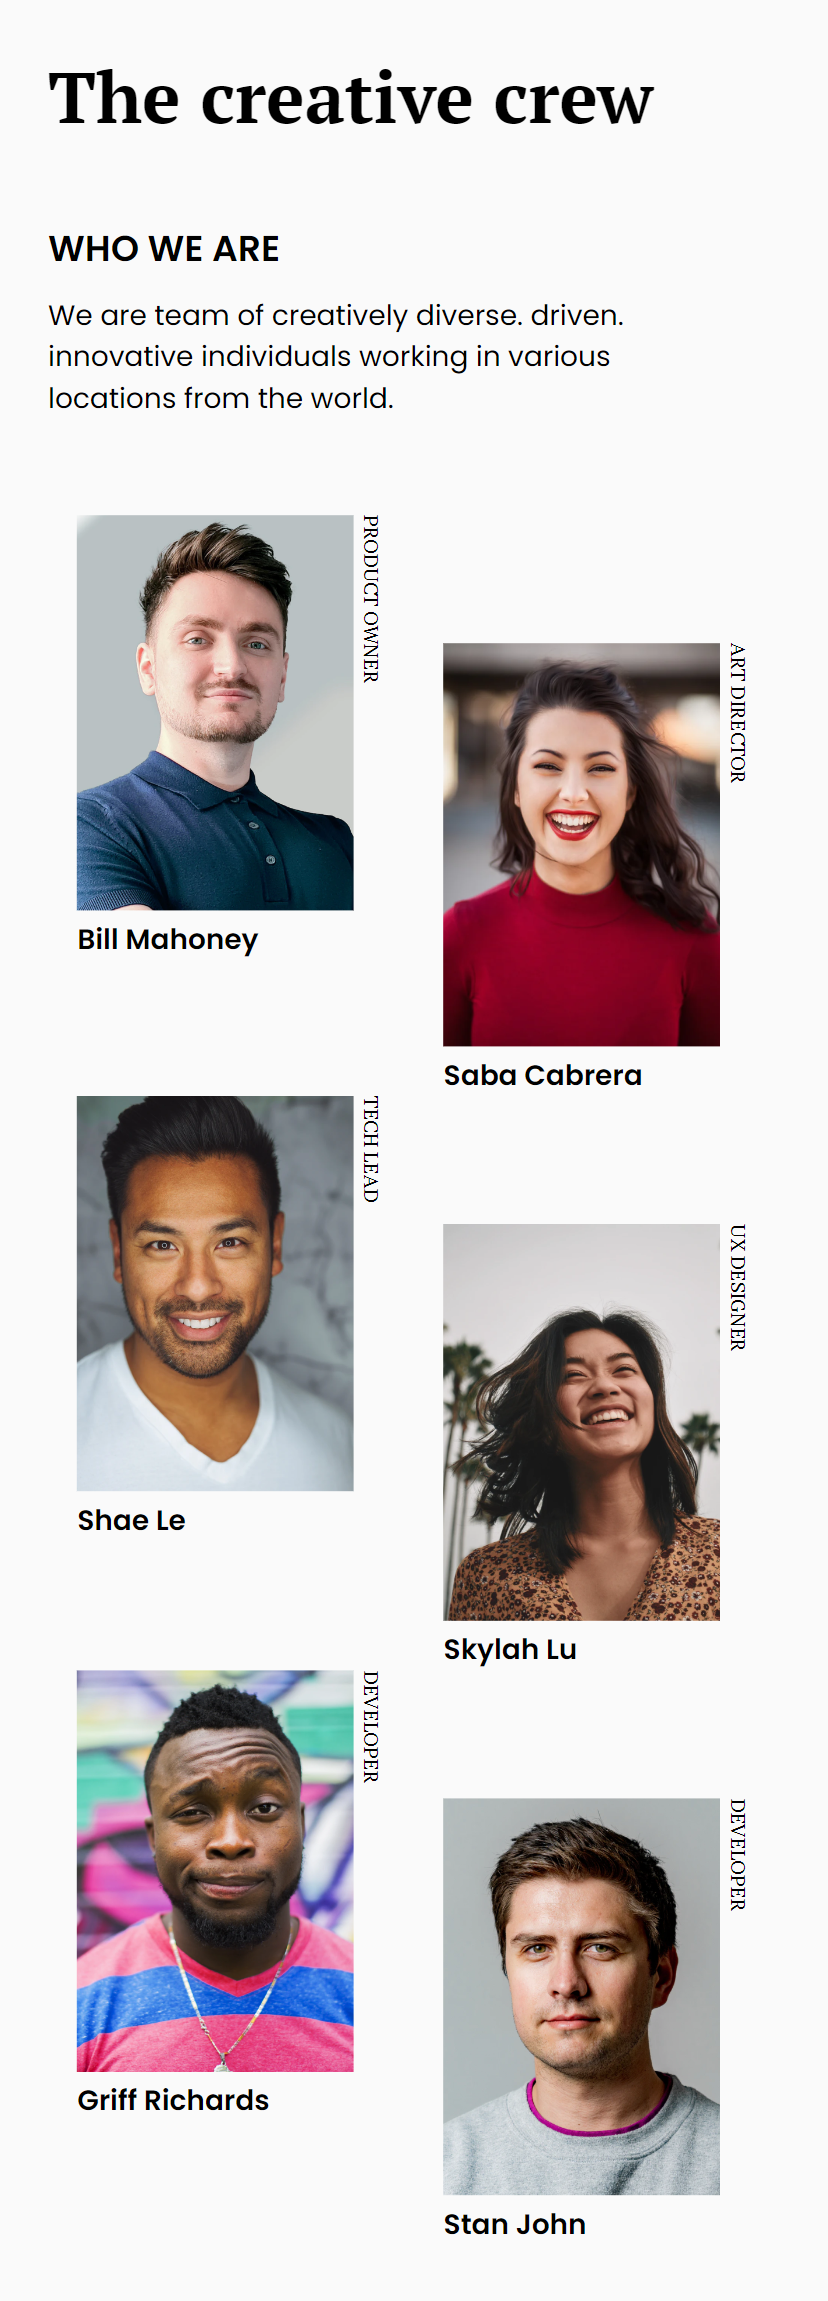 The creative crew
WHO WE ARE
We are team of creatively diverse. driven.
innovative individuals working in various
locations from the world.
PRODUCT OWNER
Bill Mahoney
ART DIRECTOR
Saba Cabrera
TECH LEAD
Shae Le
UX DESIGNER
Skylah Lu
DEVELOPER
Griff Richards
DEVELOPER
Stan John